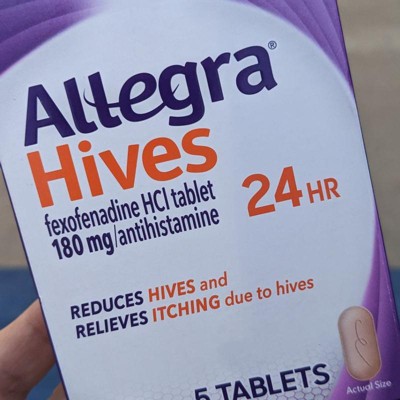 Allegra®
Hives
fexofenadine HCl tablet
180 mg/antihistamine
24 HR
REDUCES HIVES and
RELIEVES ITCHING due to hives
5 TABLETS
Actual Size